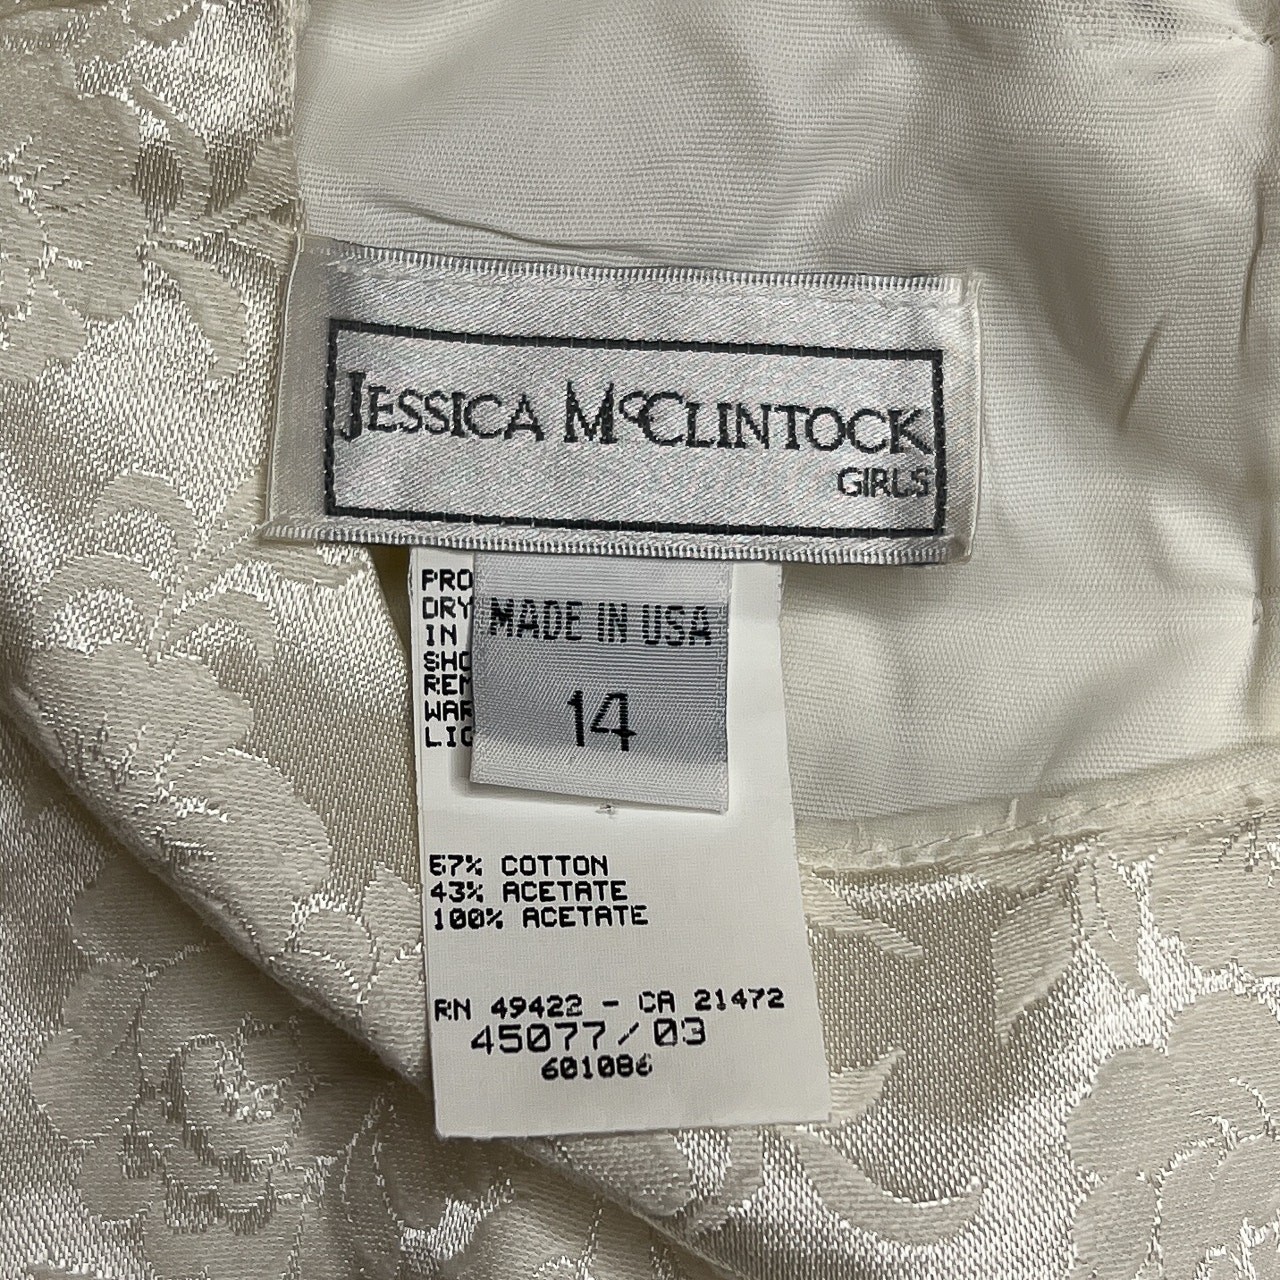 JESSICA McCLINTOCK
GIRLS
MADE IN USA
14
PRO
DRY
IN
SHO
REM
WAR
LIG
57% COTTON
43% ACETATE
100% ACETATE
RN 49422 - CA 21472
45077/03
601086